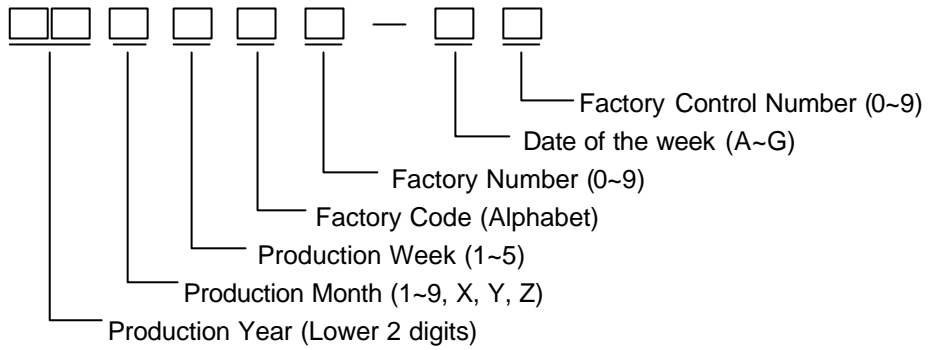 Factory Control Number (0~9)
Date of the week (A~G)
Factory Number (0~9)
Factory Code (Alphabet)
Production Week (1~5)
Production Month (1~9, X, Y, Z)
Production Year (Lower 2 digits)